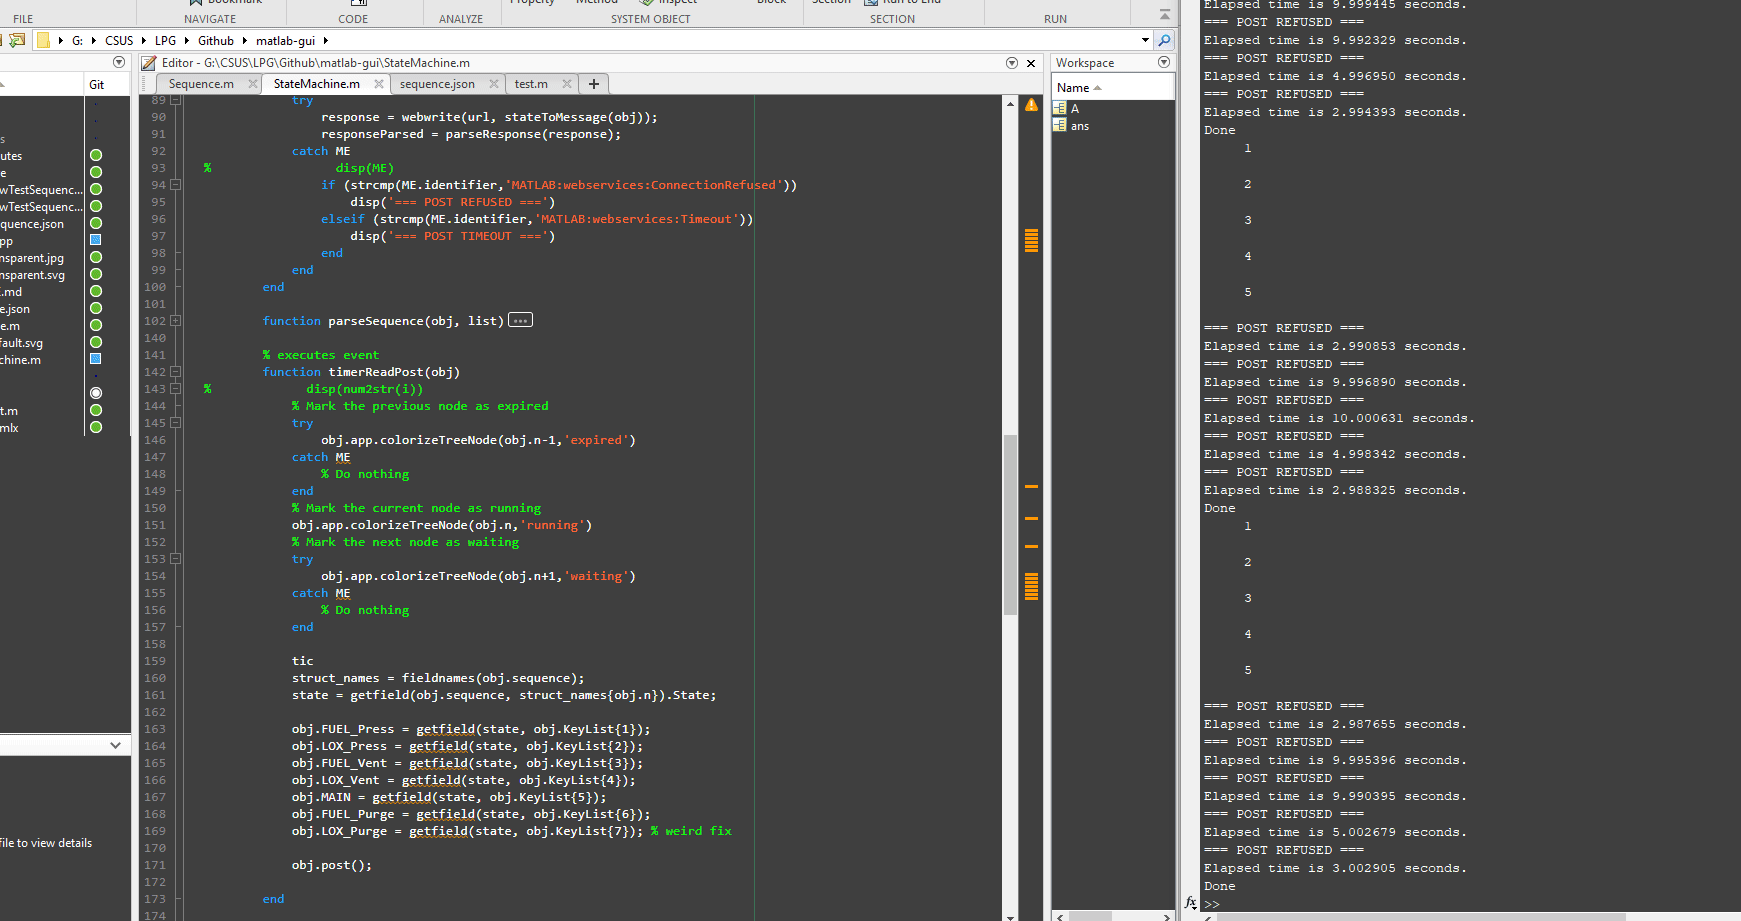 Bookmark
Property Method Inspect Block Section Run to End
FILE NAVIGATE CODE ANALYZE SYSTEM OBJECT SECTION RUN
G: CSUS LPG Github matlab-gui
Editor - G:\CSUS\LPG\Github\matlab-gui\StateMachine.m
Workspace
Git
Sequence.m StateMachine.m sequence.json test.m +
Name
A
ans
utes
e
wTestSequenc...
wTestSequenc...
quence.json
pp
nsparent.jpg
nsparent.svg
.md
e.json
e.m
fault.svg
chine.m
t.m
mlx
file to view details
89 try
90 response = webwrite(url, stateToMessage(obj));
91 responseParsed = parseResponse(response);
92 catch ME
93 % disp(ME)
94 if (strcmp(ME.identifier,'MATLAB:webservices:ConnectionRefused'))
95 disp('=== POST REFUSED ===')
96 elseif (strcmp(ME.identifier,'MATLAB:webservices:Timeout'))
97 disp('=== POST TIMEOUT ===')
98 end
99 end
100 end
101
102 function parseSequence(obj, list) ...
140
141 % executes event
142 function timerReadPost(obj)
143 % disp(num2str(i))
144 % Mark the previous node as expired
145 try
146 obj.app.colorizeTreeNode(obj.n-1,'expired')
147 catch ME
148 % Do nothing
149 end
150 % Mark the current node as running
151 obj.app.colorizeTreeNode(obj.n,'running')
152 % Mark the next node as waiting
153 try
154 obj.app.colorizeTreeNode(obj.n+1,'waiting')
155 catch ME
156 % Do nothing
157 end
158
159 tic
160 struct_names = fieldnames(obj.sequence);
161 state = getfield(obj.sequence, struct_names{obj.n}).State;
162
163 obj.FUEL_Press = getfield(state, obj.KeyList{1});
164 obj.LOX_Press = getfield(state, obj.KeyList{2});
165 obj.FUEL_Vent = getfield(state, obj.KeyList{3});
166 obj.LOX_Vent = getfield(state, obj.KeyList{4});
167 obj.MAIN = getfield(state, obj.KeyList{5});
168 obj.FUEL_Purge = getfield(state, obj.KeyList{6});
169 obj.LOX_Purge = getfield(state, obj.KeyList{7}); % weird fix
170
171 obj.post();
172
173 end
174
Elapsed time is 9.999445 seconds.
=== POST REFUSED ===
Elapsed time is 9.992329 seconds.
=== POST REFUSED ===
Elapsed time is 4.996950 seconds.
=== POST REFUSED ===
Elapsed time is 2.994393 seconds.
Done
1
2
3
4
5
=== POST REFUSED ===
Elapsed time is 2.990853 seconds.
=== POST REFUSED ===
Elapsed time is 9.996890 seconds.
=== POST REFUSED ===
Elapsed time is 10.000631 seconds.
=== POST REFUSED ===
Elapsed time is 4.998342 seconds.
=== POST REFUSED ===
Elapsed time is 2.988325 seconds.
Done
1
2
3
4
5
=== POST REFUSED ===
Elapsed time is 2.987655 seconds.
=== POST REFUSED ===
Elapsed time is 9.995396 seconds.
=== POST REFUSED ===
Elapsed time is 9.990395 seconds.
=== POST REFUSED ===
Elapsed time is 5.002679 seconds.
=== POST REFUSED ===
Elapsed time is 3.002905 seconds.
Done
fx >>